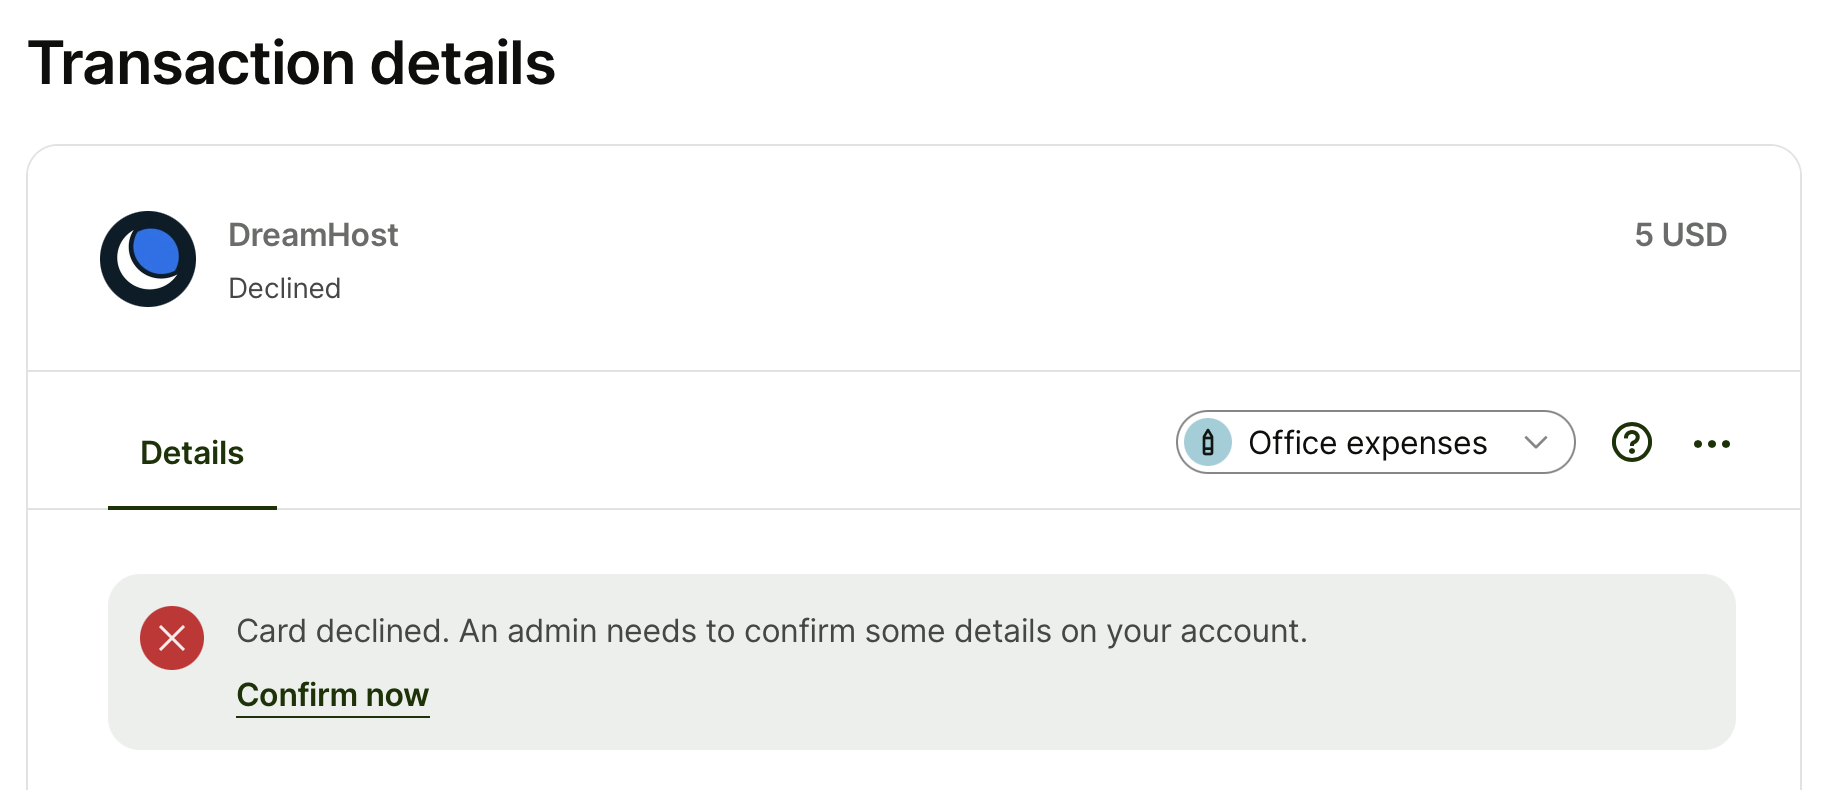 Transaction details
DreamHost
5 USD
Declined
Details
Office expenses
Card declined. An admin needs to confirm some details on your account.
Confirm now